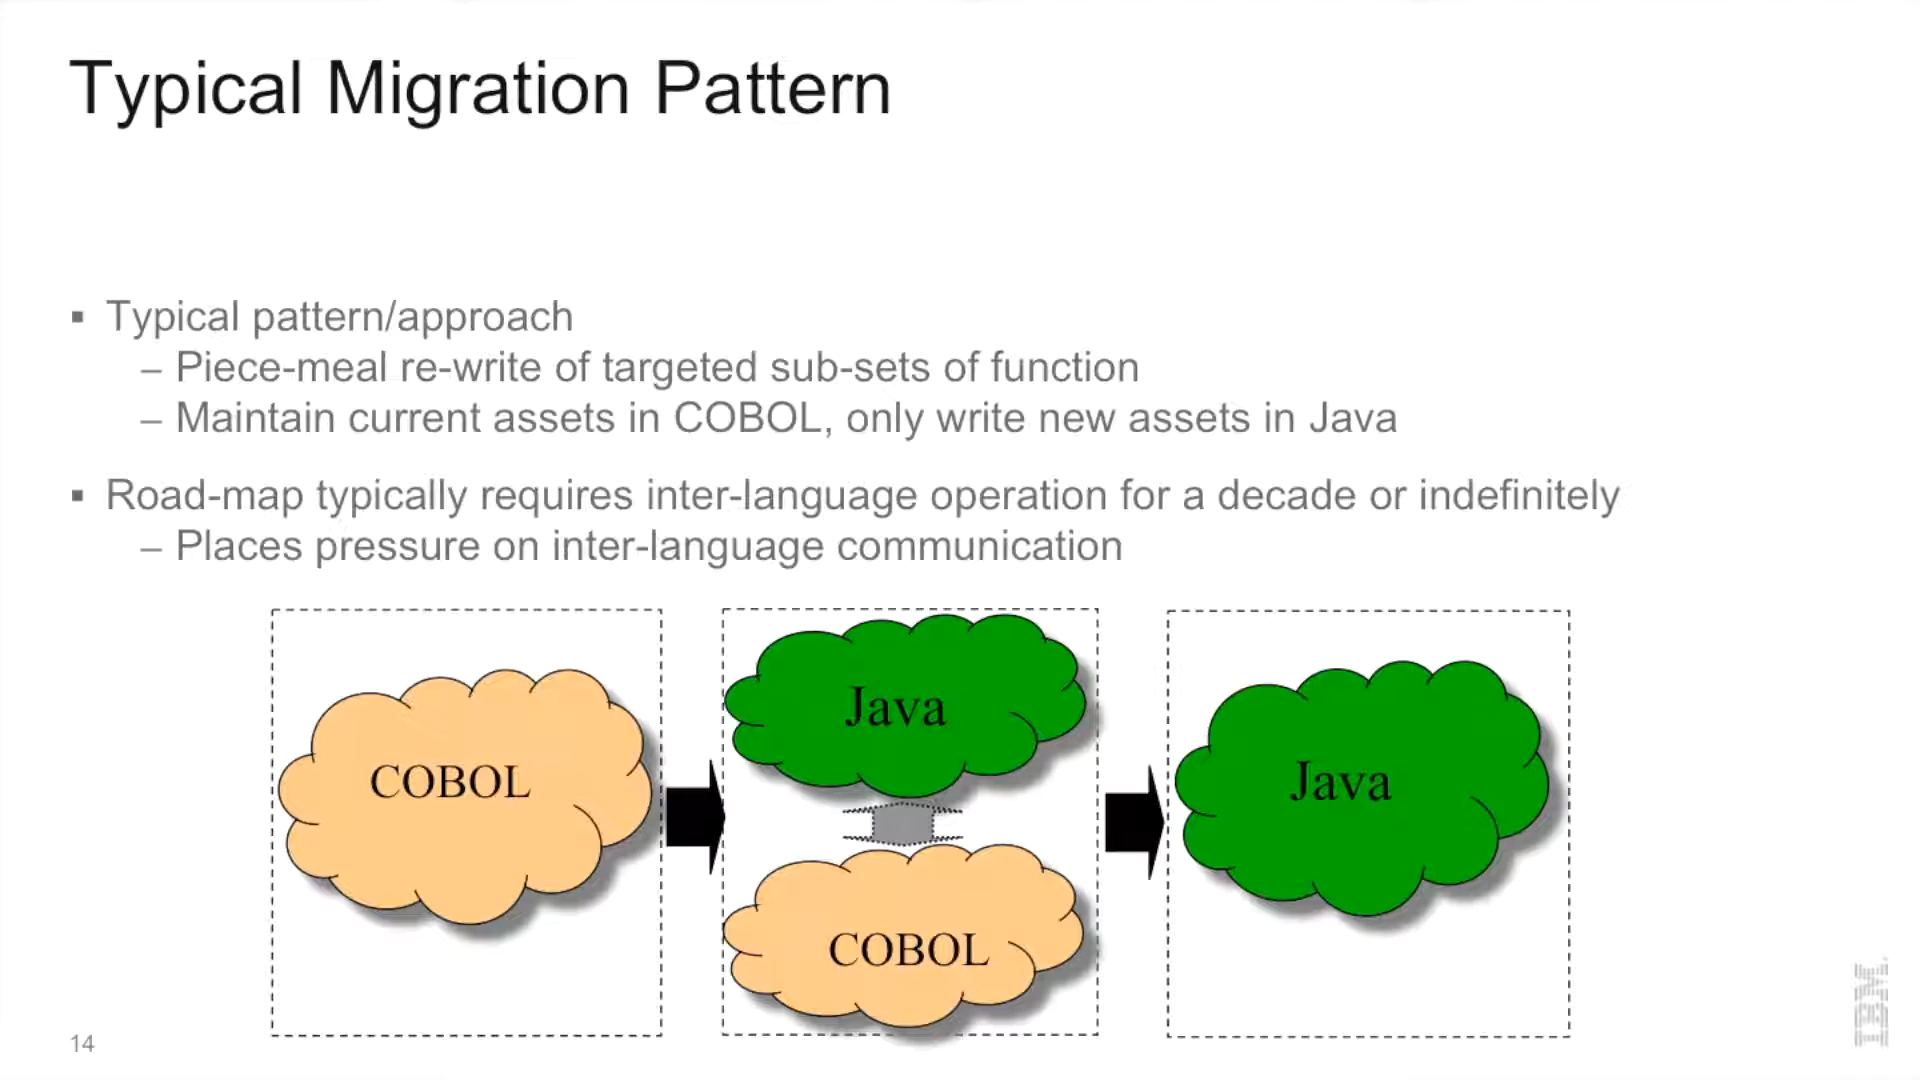 Typical Migration Pattern
▪ Typical pattern/approach
– Piece-meal re-write of targeted sub-sets of function
– Maintain current assets in COBOL, only write new assets in Java
▪ Road-map typically requires inter-language operation for a decade or indefinitely
– Places pressure on inter-language communication
COBOL
Java
COBOL
Java
14
IBM